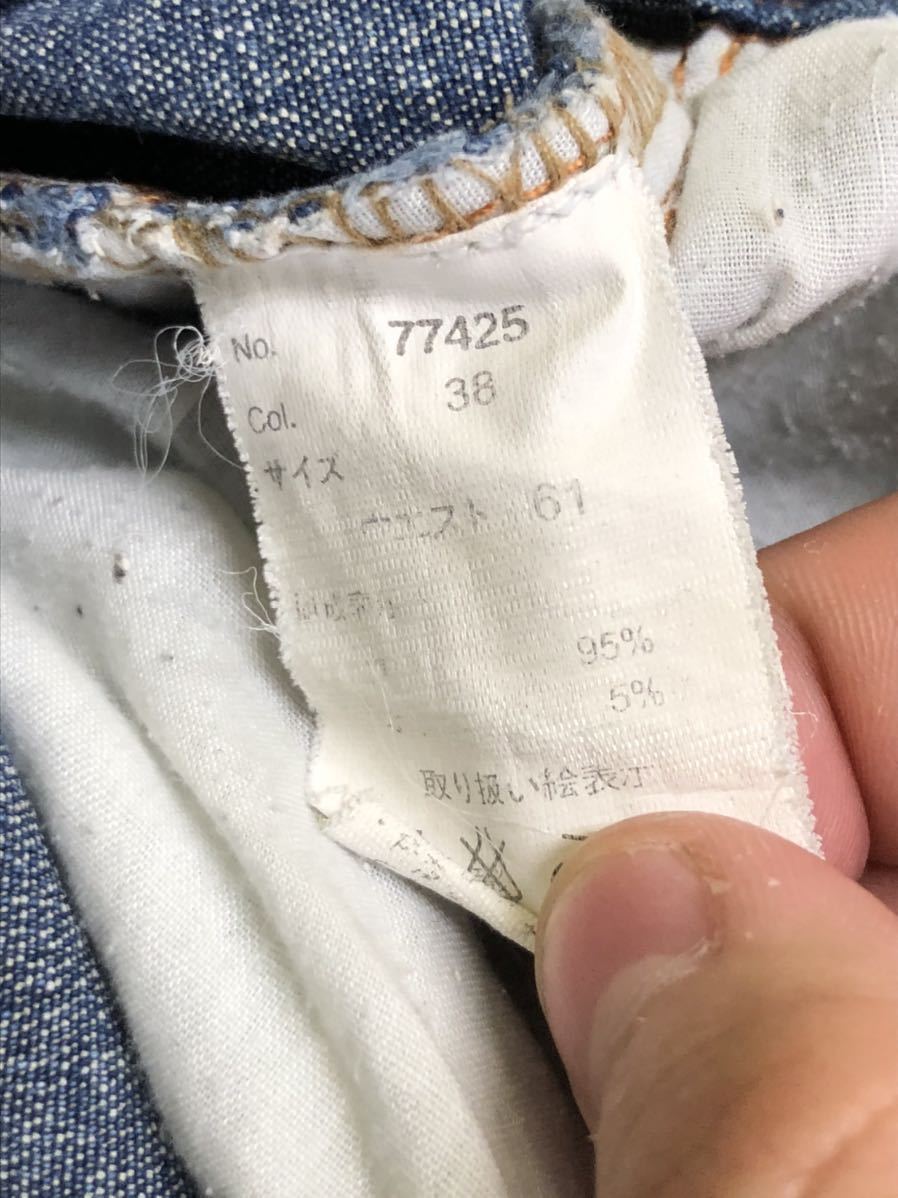 No. 77425
Col. 38
サイズ
ウエスト 61
95%
5%
取り扱い絵表示